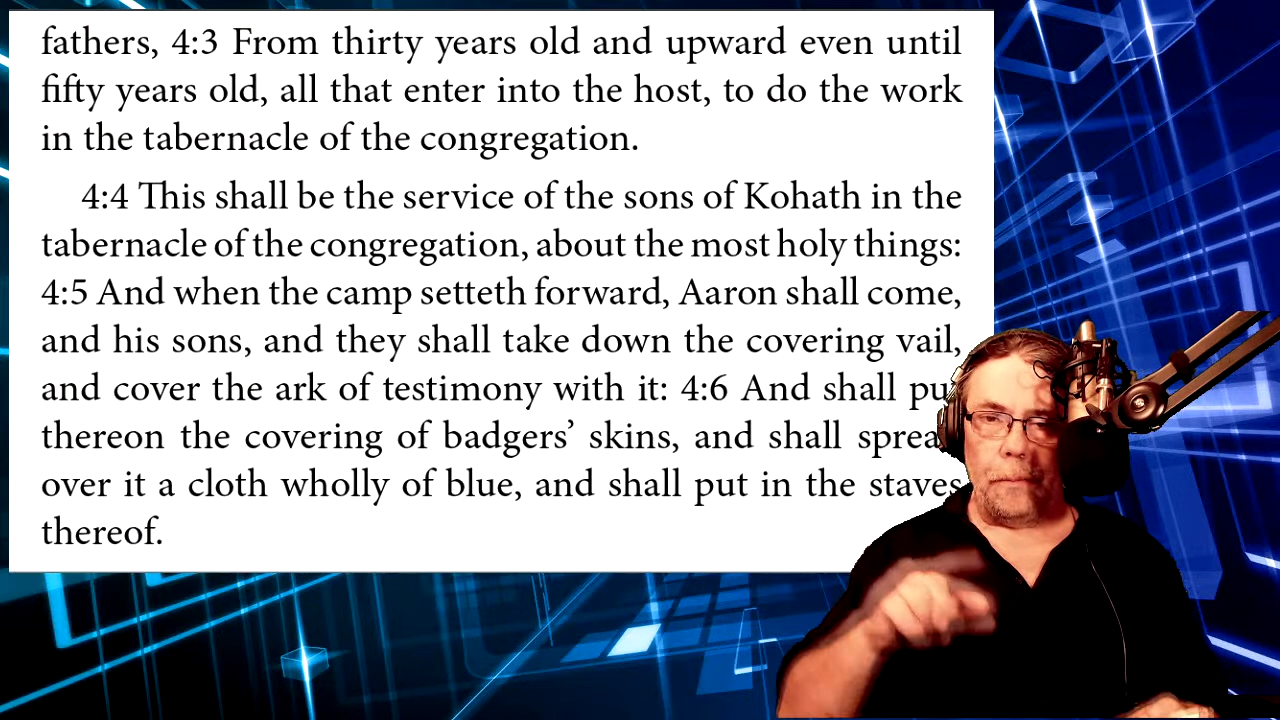 fathers, 4:3 From thirty years old and upward even until
fifty years old, all that enter into the host, to do the work
in the tabernacle of the congregation.
4:4 This shall be the service of the sons of Kohath in the
tabernacle of the congregation, about the most holy things:
4:5 And when the camp setteth forward, Aaron shall come,
and his sons, and they shall take down the covering vail,
and cover the ark of testimony with it: 4:6 And shall
thereon the covering of badgers’ skins, and shall
over it a cloth wholly of blue, and shall put in the staves
thereof.